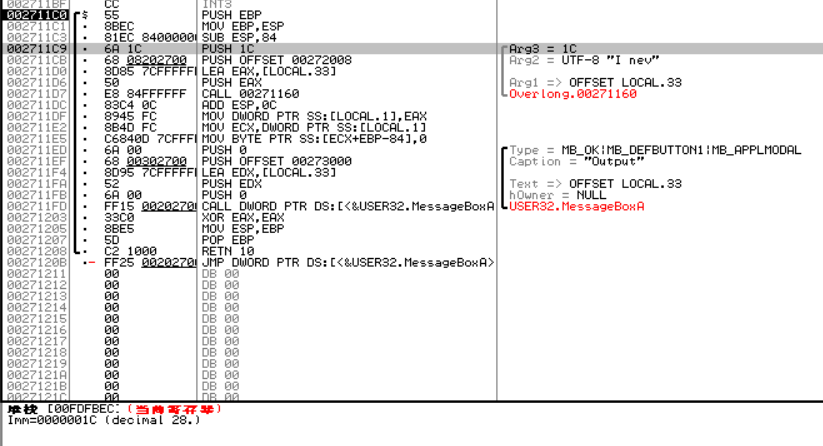 002711BF CC INT3
002711C0 $ 55 PUSH EBP
002711C1 . 8BEC MOV EBP,ESP
002711C3 . 81EC 84000000 SUB ESP,84
002711C9 . 6A 1C PUSH 1C Arg3 = 1C
002711CB . 68 08202700 PUSH OFFSET 00272008 Arg2 = UTF-8 "I nev"
002711D0 . 8D85 7CFFFFFF LEA EAX,[LOCAL.33]
002711D6 . 50 PUSH EAX Arg1 => OFFSET LOCAL.33
002711D7 . E8 84FFFFFF CALL 00271160 Overlong.00271160
002711DC . 83C4 0C ADD ESP,0C
002711DF . 8945 FC MOV DWORD PTR SS:[LOCAL.1],EAX
002711E2 . 8B4D FC MOV ECX,DWORD PTR SS:[LOCAL.1]
002711E5 . C6840D 7CFFF MOV BYTE PTR SS:[ECX+EBP-84],0
002711ED . 6A 00 PUSH 0 Type = MB_OK|MB_DEFBUTTON1|MB_APPLMODAL
002711EF . 68 00302700 PUSH OFFSET 00273000 Caption = "Output"
002711F4 . 8D95 7CFFFFFF LEA EDX,[LOCAL.33]
002711FA . 52 PUSH EDX Text => OFFSET LOCAL.33
002711FB . 6A 00 PUSH 0 hOwner = NULL
002711FD . FF15 00202700 CALL DWORD PTR DS:[<&USER32.MessageBoxA USER32.MessageBoxA
00271203 . 33C0 XOR EAX,EAX
00271205 . 8BE5 MOV ESP,EBP
00271207 . 5D POP EBP
00271208 . C2 1000 RETN 10
0027120B .- FF25 00202700 JMP DWORD PTR DS:[<&USER32.MessageBoxA>
00271211 00 DB 00
00271212 00 DB 00
00271213 00 DB 00
00271214 00 DB 00
00271215 00 DB 00
00271216 00 DB 00
00271217 00 DB 00
00271218 00 DB 00
00271219 00 DB 00
0027121A 00 DB 00
0027121B 00 DB 00
0027121C 00 DB 00
堆栈 [00FDFBEC] (当前寄存器)
Imm=0000001C (decimal 28.)